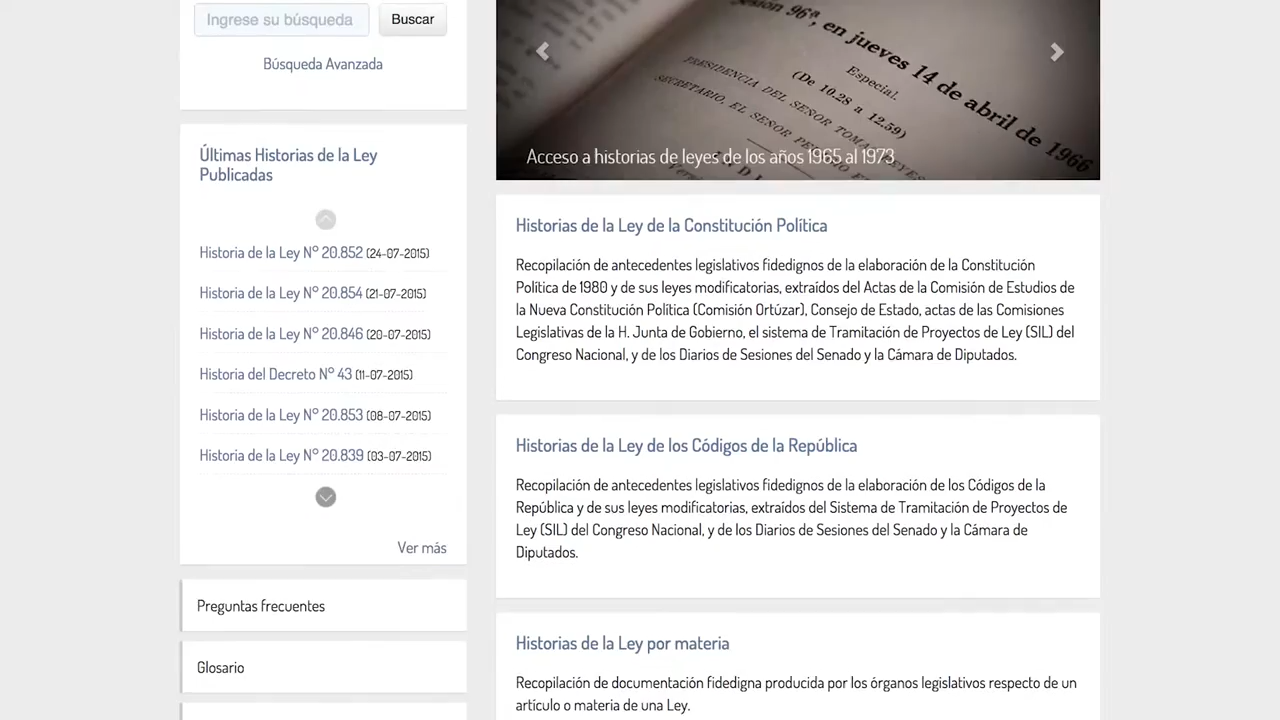 Ingrese su búsqueda
Buscar
Búsqueda Avanzada
Últimas Historias de la Ley
Publicadas
Historia de la Ley N° 20.852 (24-07-2015)
Historia de la Ley N° 20.854 (21-07-2015)
Historia de la Ley N° 20.846 (20-07-2015)
Historia del Decreto N° 43 (11-07-2015)
Historia de la Ley N° 20.853 (08-07-2015)
Historia de la Ley N° 20.839 (03-07-2015)
Ver más
Preguntas frecuentes
Glosario
sesión 96ª, en jueves 14 de abril de 1966
Especial.
(De 10.28 a 12.59)
PRESIDENCIA DEL SEÑOR TOMAS REYES
SECRETARIO, EL SEÑOR
Acceso a historias de leyes de los años 1965 al 1973
Historias de la Ley de la Constitución Política
Recopilación de antecedentes legislativos fidedignos de la elaboración de la Constitución
Política de 1980 y de sus leyes modificatorias, extraídos del Actas de la Comisión de Estudios de
la Nueva Constitución Política (Comisión Ortúzar), Consejo de Estado, actas de las Comisiones
Legislativas de la H. Junta de Gobierno, el sistema de Tramitación de Proyectos de Ley (SIL) del
Congreso Nacional, y de los Diarios de Sesiones del Senado y la Cámara de Diputados.
Historias de la Ley de los Códigos de la República
Recopilación de antecedentes legislativos fidedignos de la elaboración de los Códigos de la
República y de sus leyes modificatorias, extraídos del Sistema de Tramitación de Proyectos de
Ley (SIL) del Congreso Nacional, y de los Diarios de Sesiones del Senado y la Cámara de
Diputados.
Historias de la Ley por materia
Recopilación de documentación fidedigna producida por los órganos legislativos respecto de un
artículo o materia de una Ley.